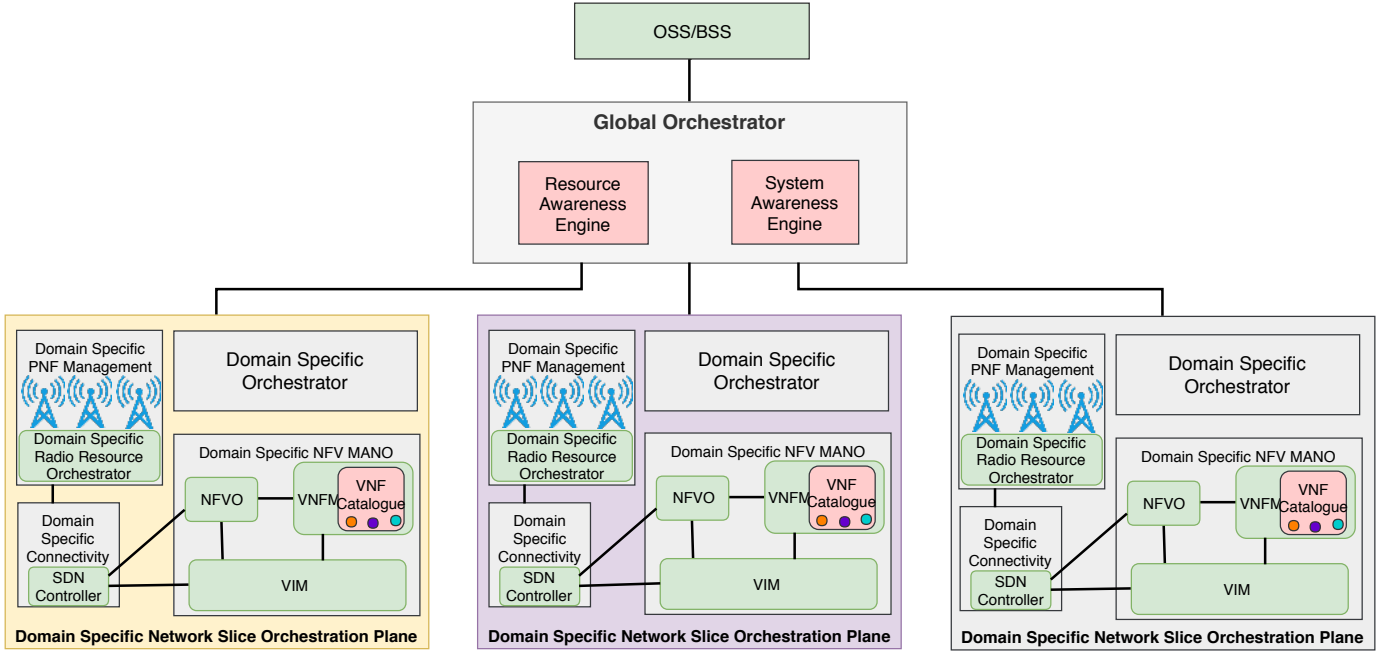 OSS/BSS
Global Orchestrator
Resource
Awareness
Engine
System
Awareness
Engine
Domain Specific
PNF Management
Domain Specific
Radio Resource
Orchestrator
Domain Specific
Orchestrator
Domain Specific NFV MANO
NFVO
VNFM
VNF
Catalogue
VIM
Domain
Specific
Connectivity
SDN
Controller
Domain Specific Network Slice Orchestration Plane
Domain Specific
PNF Management
Domain Specific
Radio Resource
Orchestrator
Domain Specific
Orchestrator
Domain Specific NFV MANO
NFVO
VNFM
VNF
Catalogue
VIM
Domain
Specific
Connectivity
SDN
Controller
Domain Specific Network Slice Orchestration Plane
Domain Specific
PNF Management
Domain Specific
Radio Resource
Orchestrator
Domain Specific
Orchestrator
Domain Specific NFV MANO
NFVO
VNFM
VNF
Catalogue
VIM
Domain
Specific
Connectivity
SDN
Controller
Domain Specific Network Slice Orchestration Plane